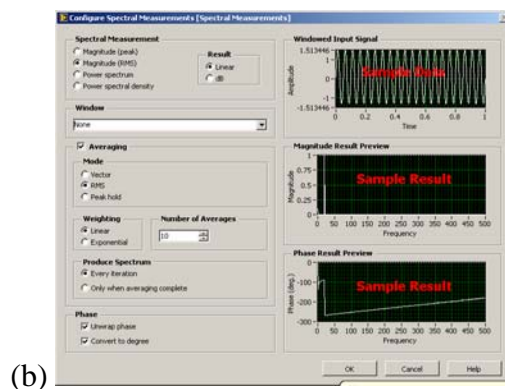 Configure Spectral Measurements [Spectral Measurements]
Spectral Measurement
Magnitude (peak)
Magnitude (RMS)
Power spectrum
Power spectral density
Result
Linear
dB
Window
None
Averaging
Mode
Vector
RMS
Peak hold
Weighting
Linear
Exponential
Number of Averages
10
Produce Spectrum
Every iteration
Only when averaging complete
Phase
Unwrap phase
Convert to degree
Windowed Input Signal
1.513446
1
0
-1
-1.513446
Amplitude
Sample Data
0 0.2 0.4 0.6 0.8 1
Time
Magnitude Result Preview
1
0.75
0.5
0.25
0
Magnitude
Sample Result
0 50 100 150 200 250 300 350 400 450 500
Frequency
Phase Result Preview
0
-100
-200
-300
Phase (deg.)
Sample Result
0 50 100 150 200 250 300 350 400 450 500
Frequency
OK Cancel Help
(b)